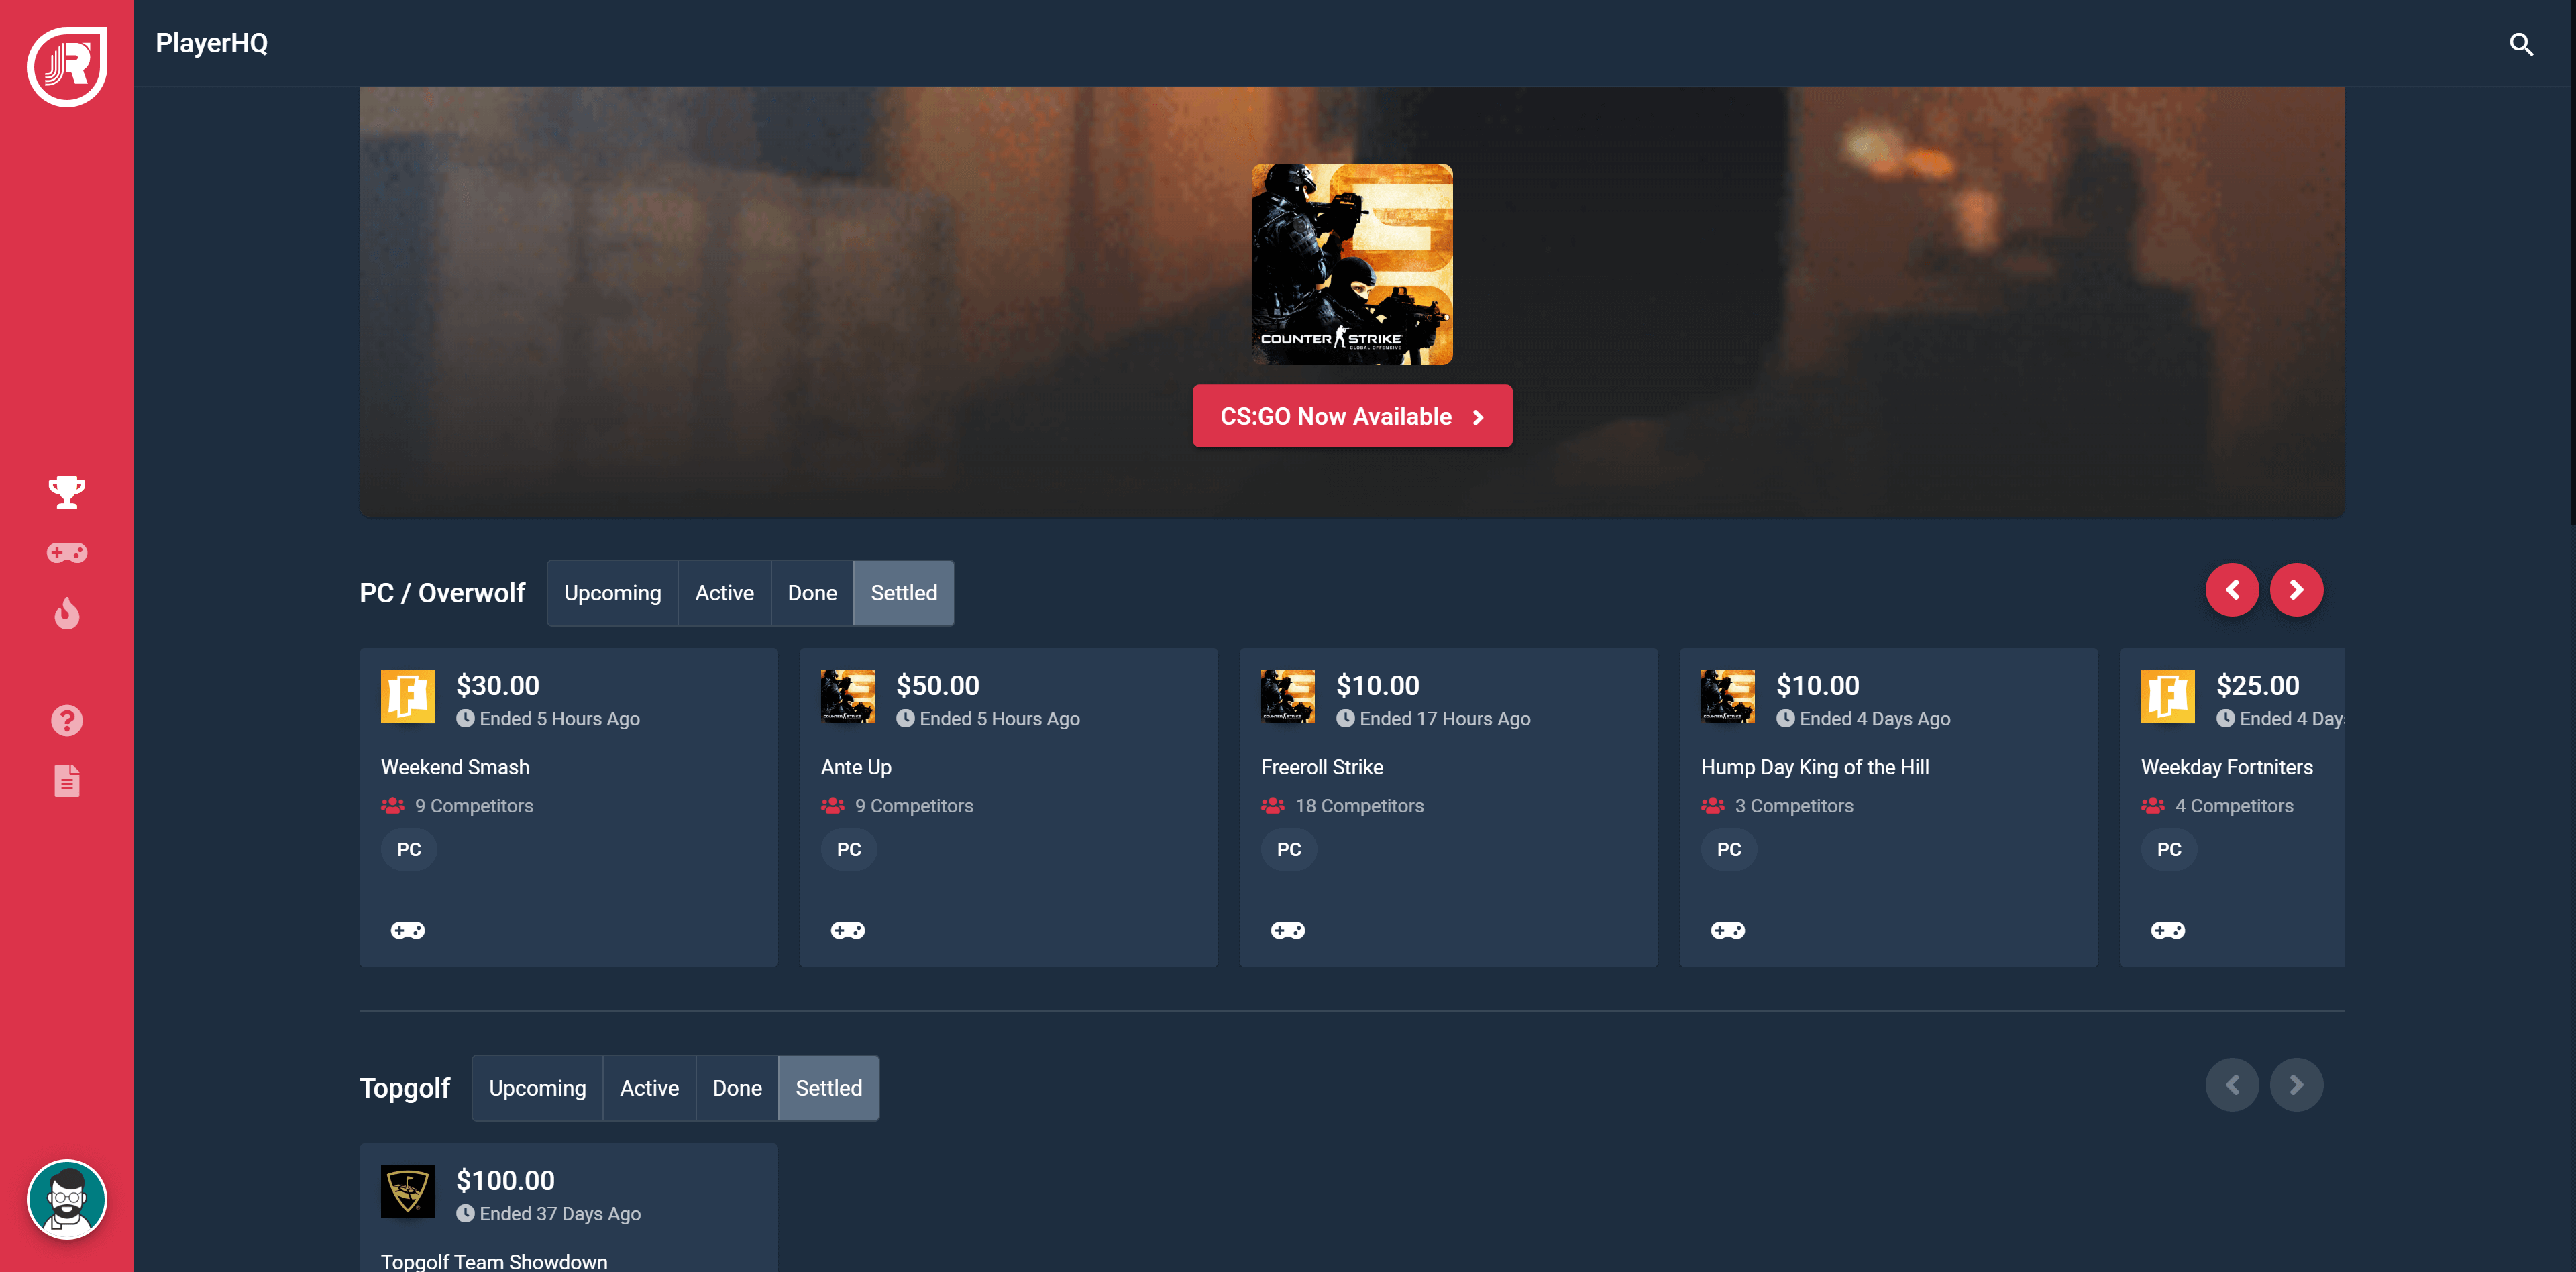 PlayerHQ
COUNTER STRIKE
GLOBAL OFFENSIVE
CS:GO Now Available
PC / Overwolf
Upcoming
Active
Done
Settled
$30.00
Ended 5 Hours Ago
Weekend Smash
9 Competitors
PC
$50.00
Ended 5 Hours Ago
Ante Up
9 Competitors
PC
$10.00
Ended 17 Hours Ago
Freeroll Strike
18 Competitors
PC
$10.00
Ended 4 Days Ago
Hump Day King of the Hill
3 Competitors
PC
$25.00
Ended 4 Days
Weekday Fortniters
4 Competitors
PC
Topgolf
Upcoming
Active
Done
Settled
$100.00
Ended 37 Days Ago
Topgolf Team Showdown